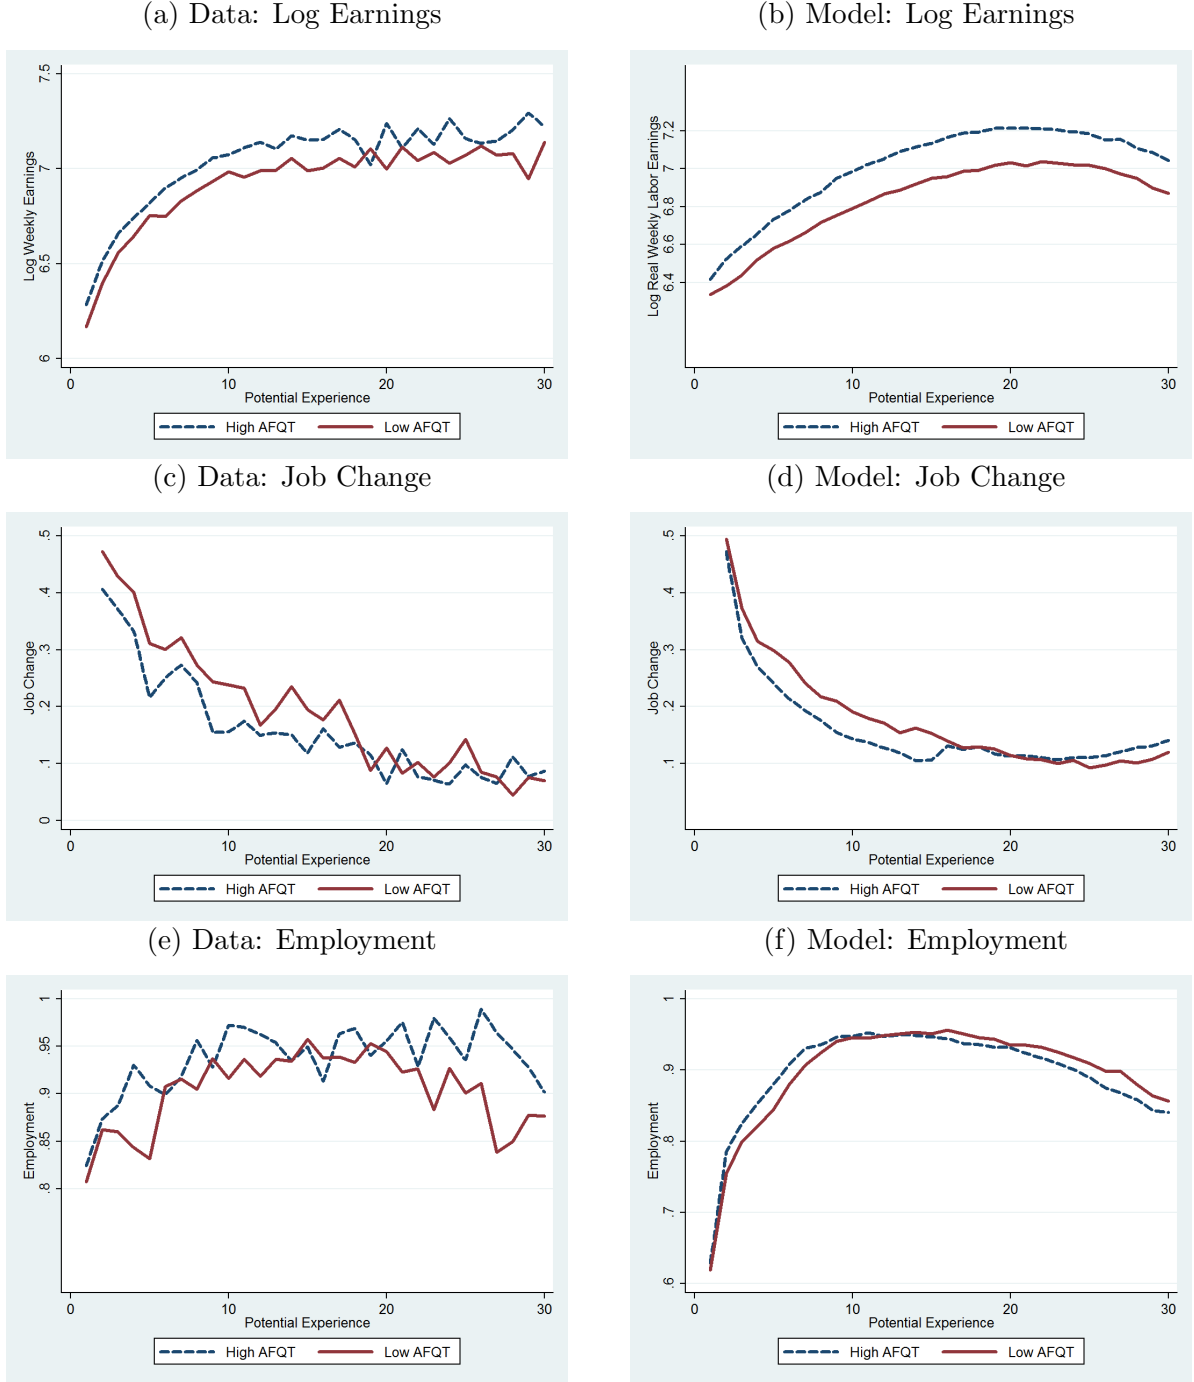 (a) Data: Log Earnings
Log Weekly Earnings
7.5
7
6.5
6
0
10
20
30
Potential Experience
High AFQT
Low AFQT
(b) Model: Log Earnings
Log Real Weekly Labor Earnings
7.2
7
6.8
6.6
6.4
0
10
20
30
Potential Experience
High AFQT
Low AFQT
(c) Data: Job Change
Job Change
.5
.4
.3
.2
.1
0
0
10
20
30
Potential Experience
High AFQT
Low AFQT
(d) Model: Job Change
Job Change
.5
.4
.3
.2
.1
0
10
20
30
Potential Experience
High AFQT
Low AFQT
(e) Data: Employment
Employment
1
.95
.9
.85
.8
0
10
20
30
Potential Experience
High AFQT
Low AFQT
(f) Model: Employment
Employment
1
.9
.8
.7
.6
0
10
20
30
Potential Experience
High AFQT
Low AFQT